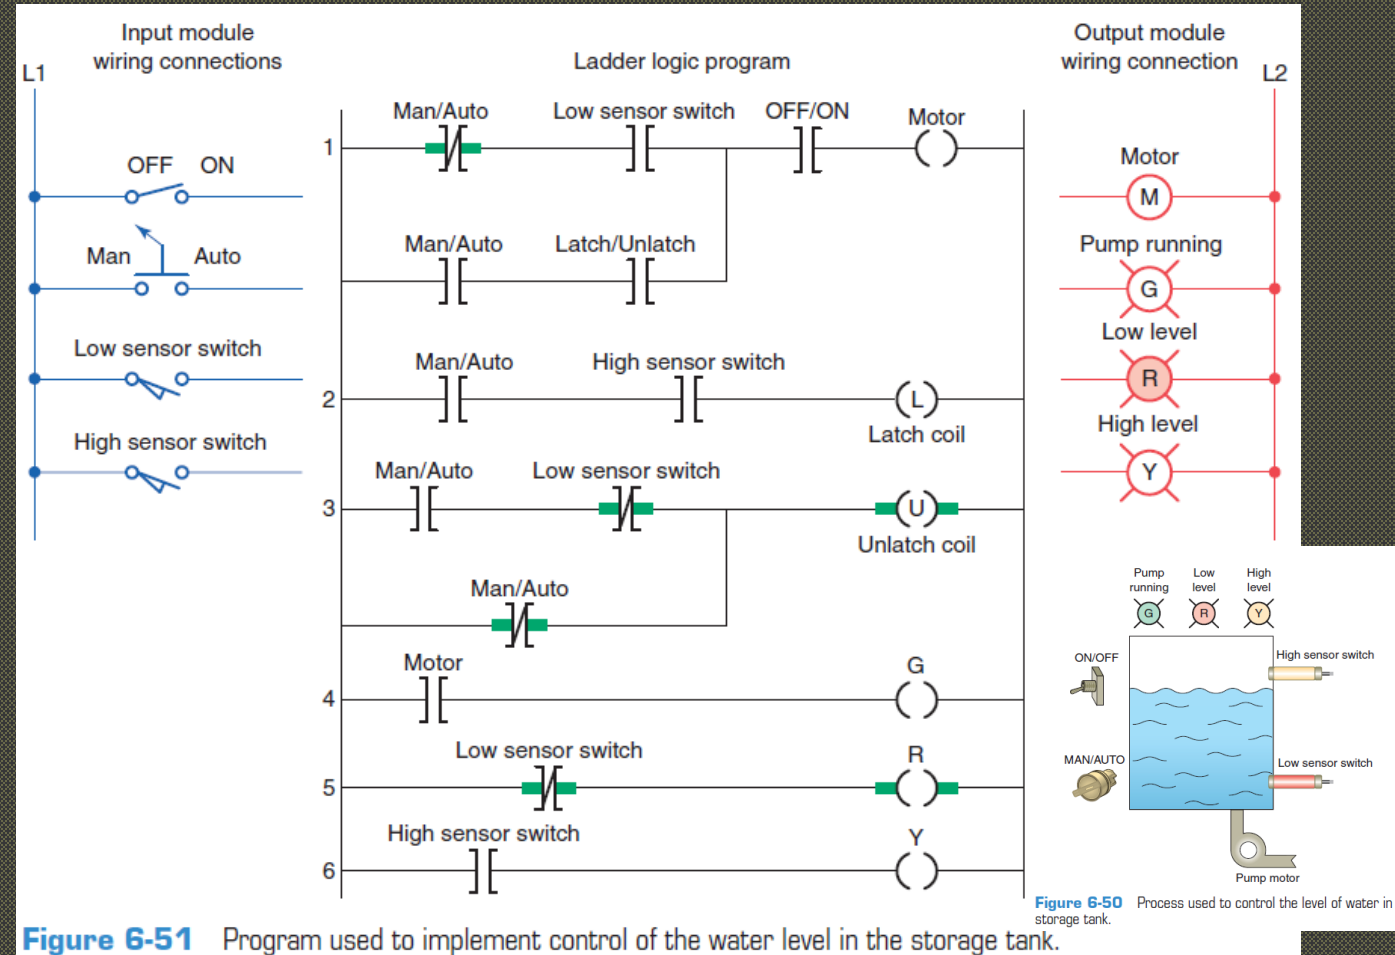 Input module
wiring connections
L1
OFF ON
Man Auto
Low sensor switch
High sensor switch
Ladder logic program
1
Man/Auto Low sensor switch OFF/ON Motor
Man/Auto Latch/Unlatch
2
Man/Auto High sensor switch
L
Latch coil
3
Man/Auto Low sensor switch
U
Unlatch coil
Man/Auto
4
Motor G
5
Low sensor switch R
6
High sensor switch Y
Output module
wiring connection
L2
Motor
M
Pump running
G
Low level
R
High level
Y
Pump
running
Low
level
High
level
G R Y
ON/OFF
High sensor switch
MAN/AUTO
Low sensor switch
Pump motor
Figure 6-50 Process used to control the level of water in
storage tank.
Figure 6-51 Program used to implement control of the water level in the storage tank.